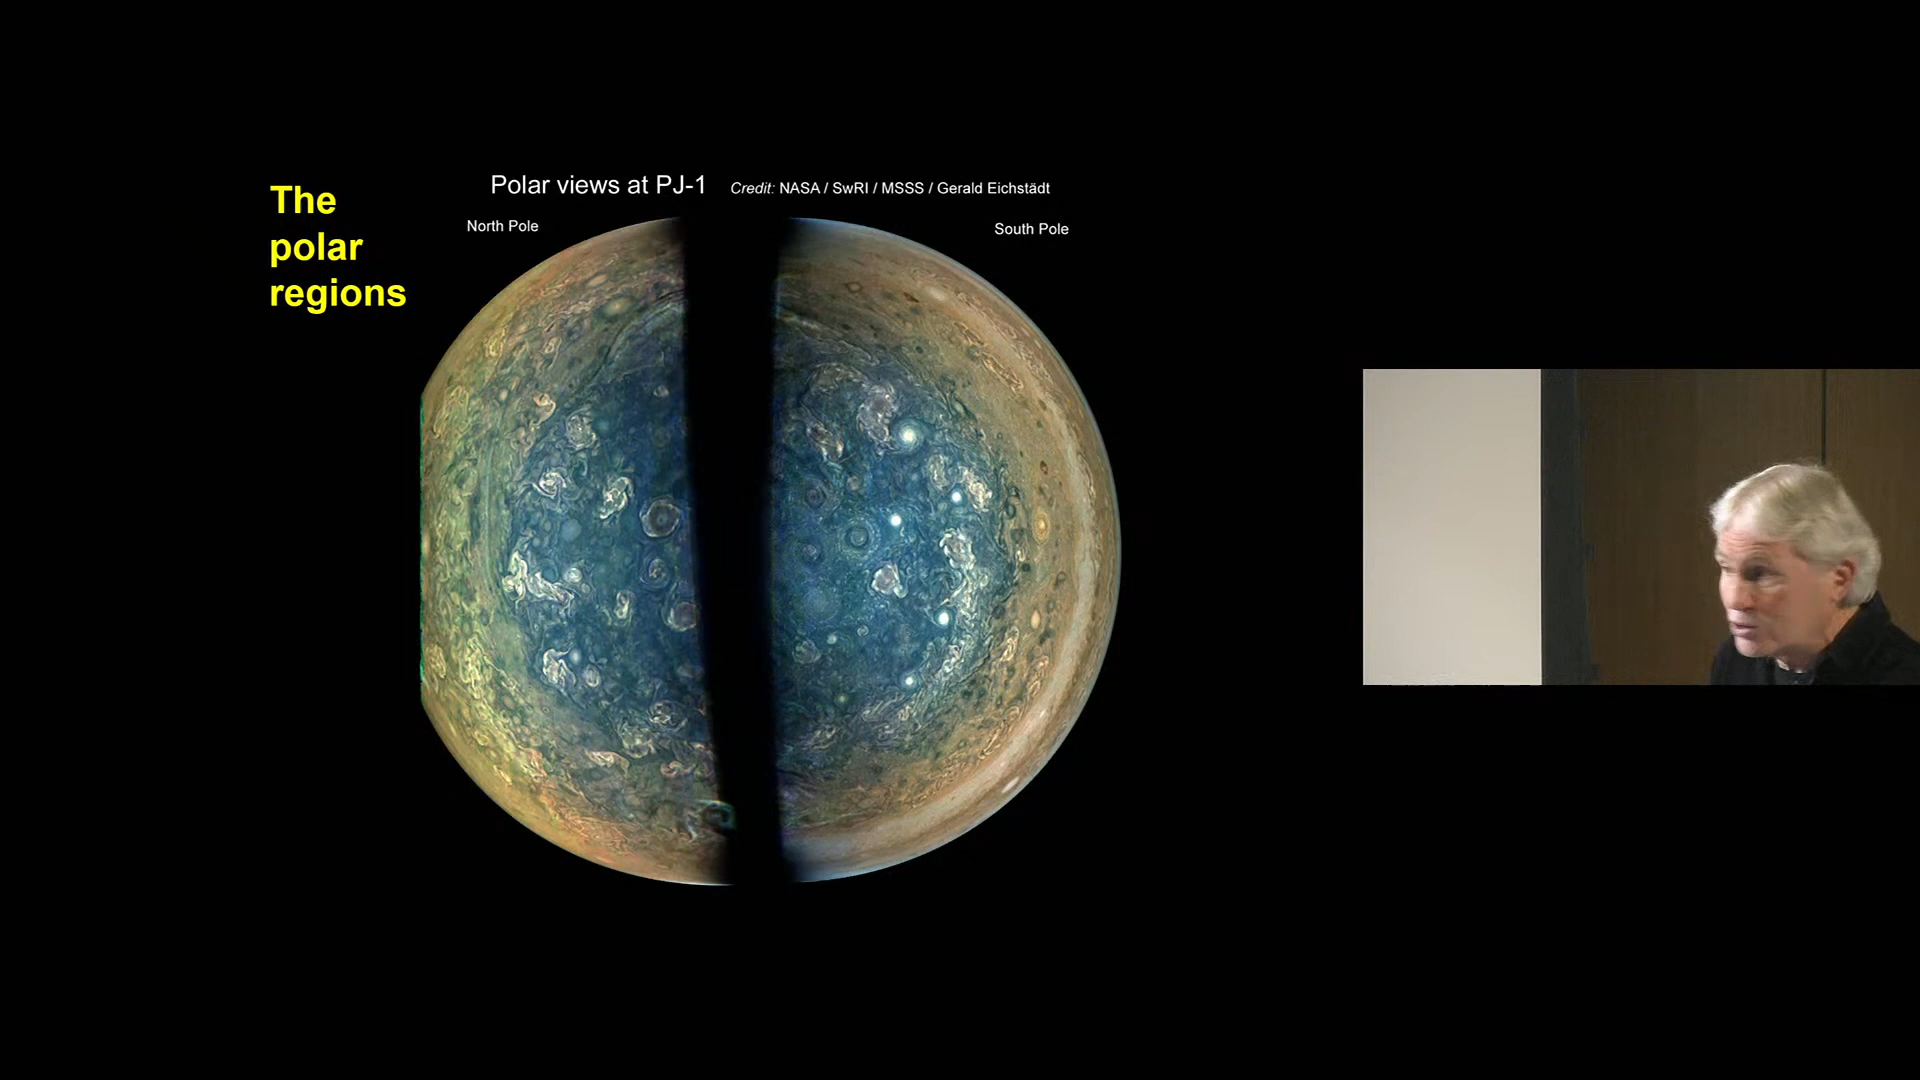 The
polar
regions
Polar views at PJ-1
Credit: NASA / SwRI / MSSS / Gerald Eichstädt
North Pole
South Pole